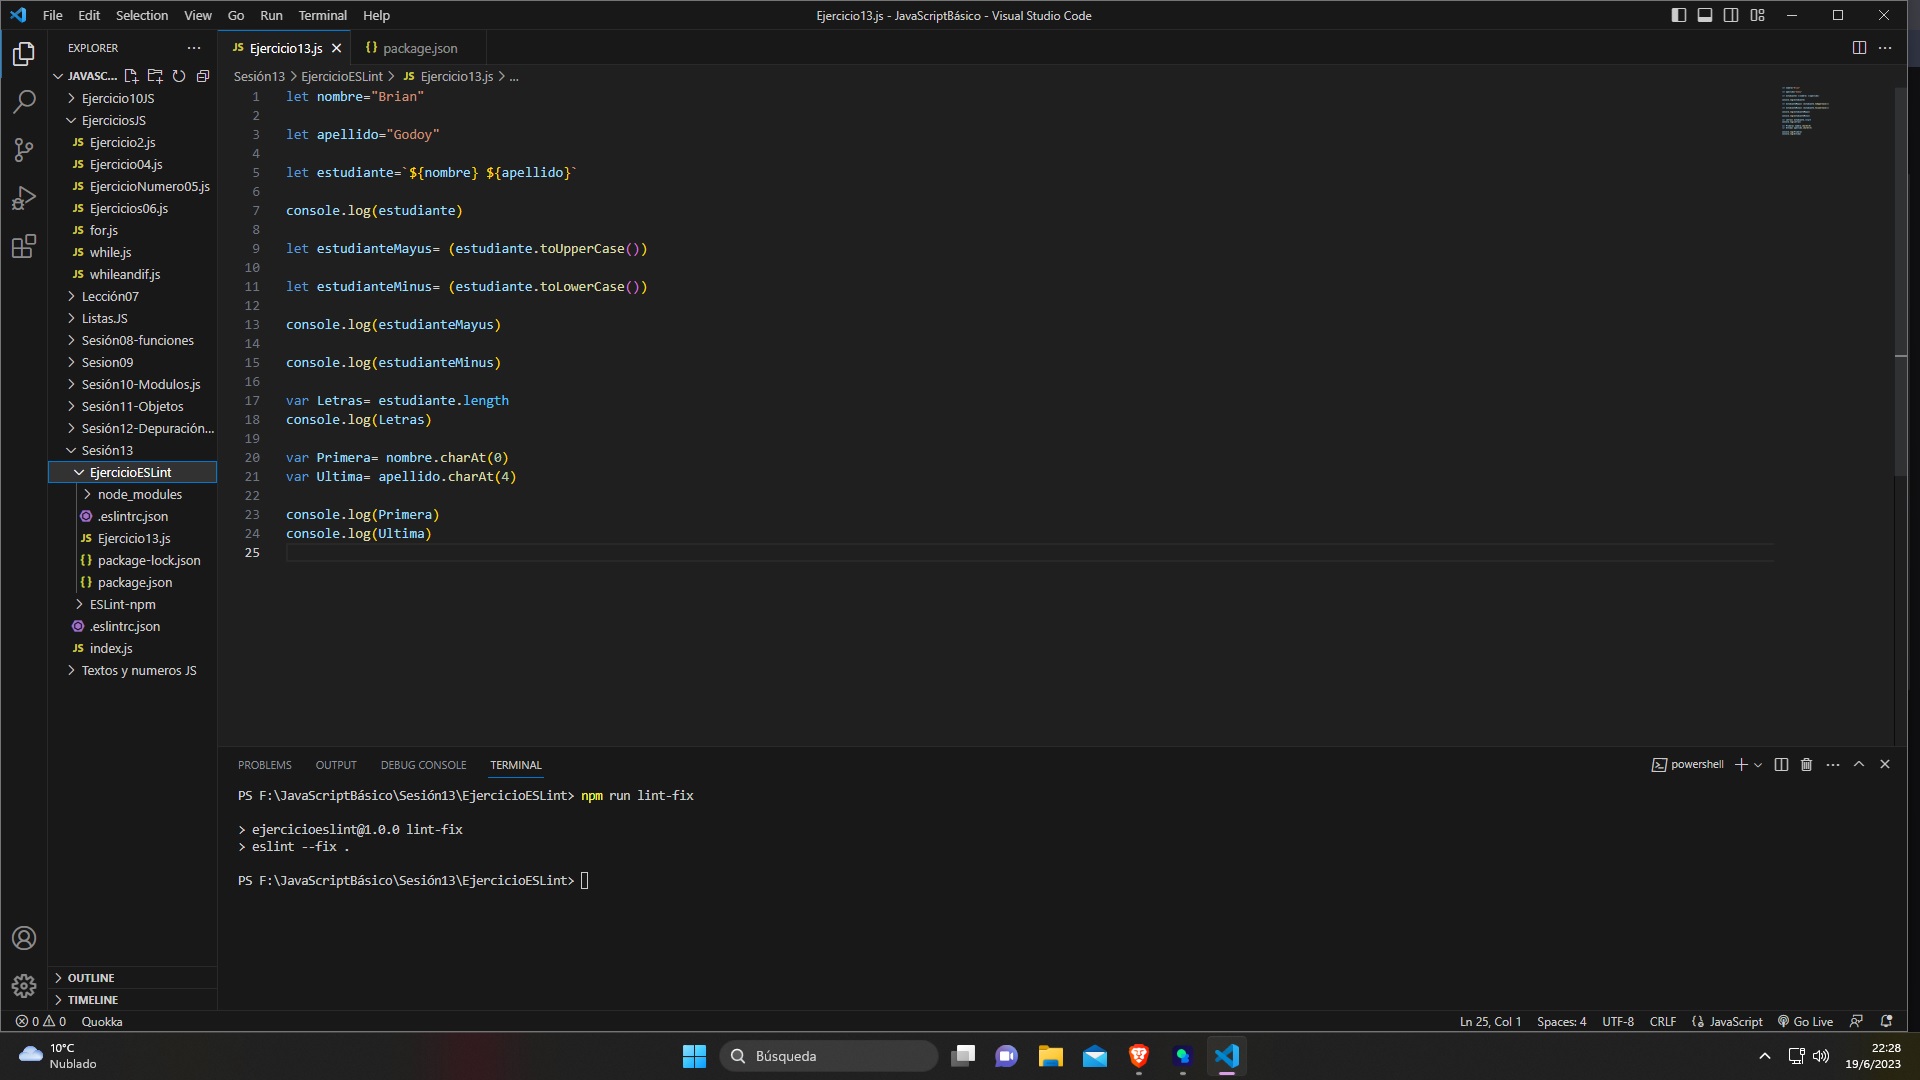 File Edit Selection View Go Run Terminal Help
Ejercicio13.js - JavaScriptBásico - Visual Studio Code
EXPLORER
JAVASC...
Ejercicio10JS
EjerciciosJS
JS Ejercicio2.js
JS Ejercicio04.js
JS EjercicioNumero05.js
JS Ejercicios06.js
JS for.js
JS while.js
JS whileandif.js
Lección07
Listas.JS
Sesión08-funciones
Sesion09
Sesión10-Modulos.js
Sesión11-Objetos
Sesión12-Depuración...
Sesión13
EjercicioESLint
node_modules
.eslintrc.json
JS Ejercicio13.js
{} package-lock.json
{} package.json
ESLint-npm
.eslintrc.json
JS index.js
Textos y numeros JS
OUTLINE
TIMELINE
JS Ejercicio13.js
{} package.json
Sesión13 > EjercicioESLint > JS Ejercicio13.js > ...
1 let nombre="Brian"
2
3 let apellido="Godoy"
4
5 let estudiante=`${nombre} ${apellido}`
6
7 console.log(estudiante)
8
9 let estudianteMayus= (estudiante.toUpperCase())
10
11 let estudianteMinus= (estudiante.toLowerCase())
12
13 console.log(estudianteMayus)
14
15 console.log(estudianteMinus)
16
17 var Letras= estudiante.length
18 console.log(Letras)
19
20 var Primera= nombre.charAt(0)
21 var Ultima= apellido.charAt(4)
22
23 console.log(Primera)
24 console.log(Ultima)
25
PROBLEMS OUTPUT DEBUG CONSOLE TERMINAL
powershell
PS F:\JavaScriptBásico\Sesión13\EjercicioESLint> npm run lint-fix
> ejercicioeslint@1.0.0 lint-fix
> eslint --fix .
PS F:\JavaScriptBásico\Sesión13\EjercicioESLint>
0 0 Quokka
Ln 25, Col 1 Spaces: 4 UTF-8 CRLF {} JavaScript Go Live
10°C
Nublado
Búsqueda
22:28
19/6/2023